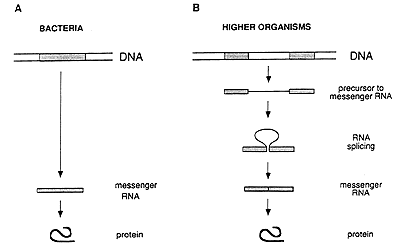 A
BACTERIA
DNA
messenger
RNA
protein
B
HIGHER ORGANISMS
DNA
precursor to
messenger RNA
RNA
splicing
messenger
RNA
protein